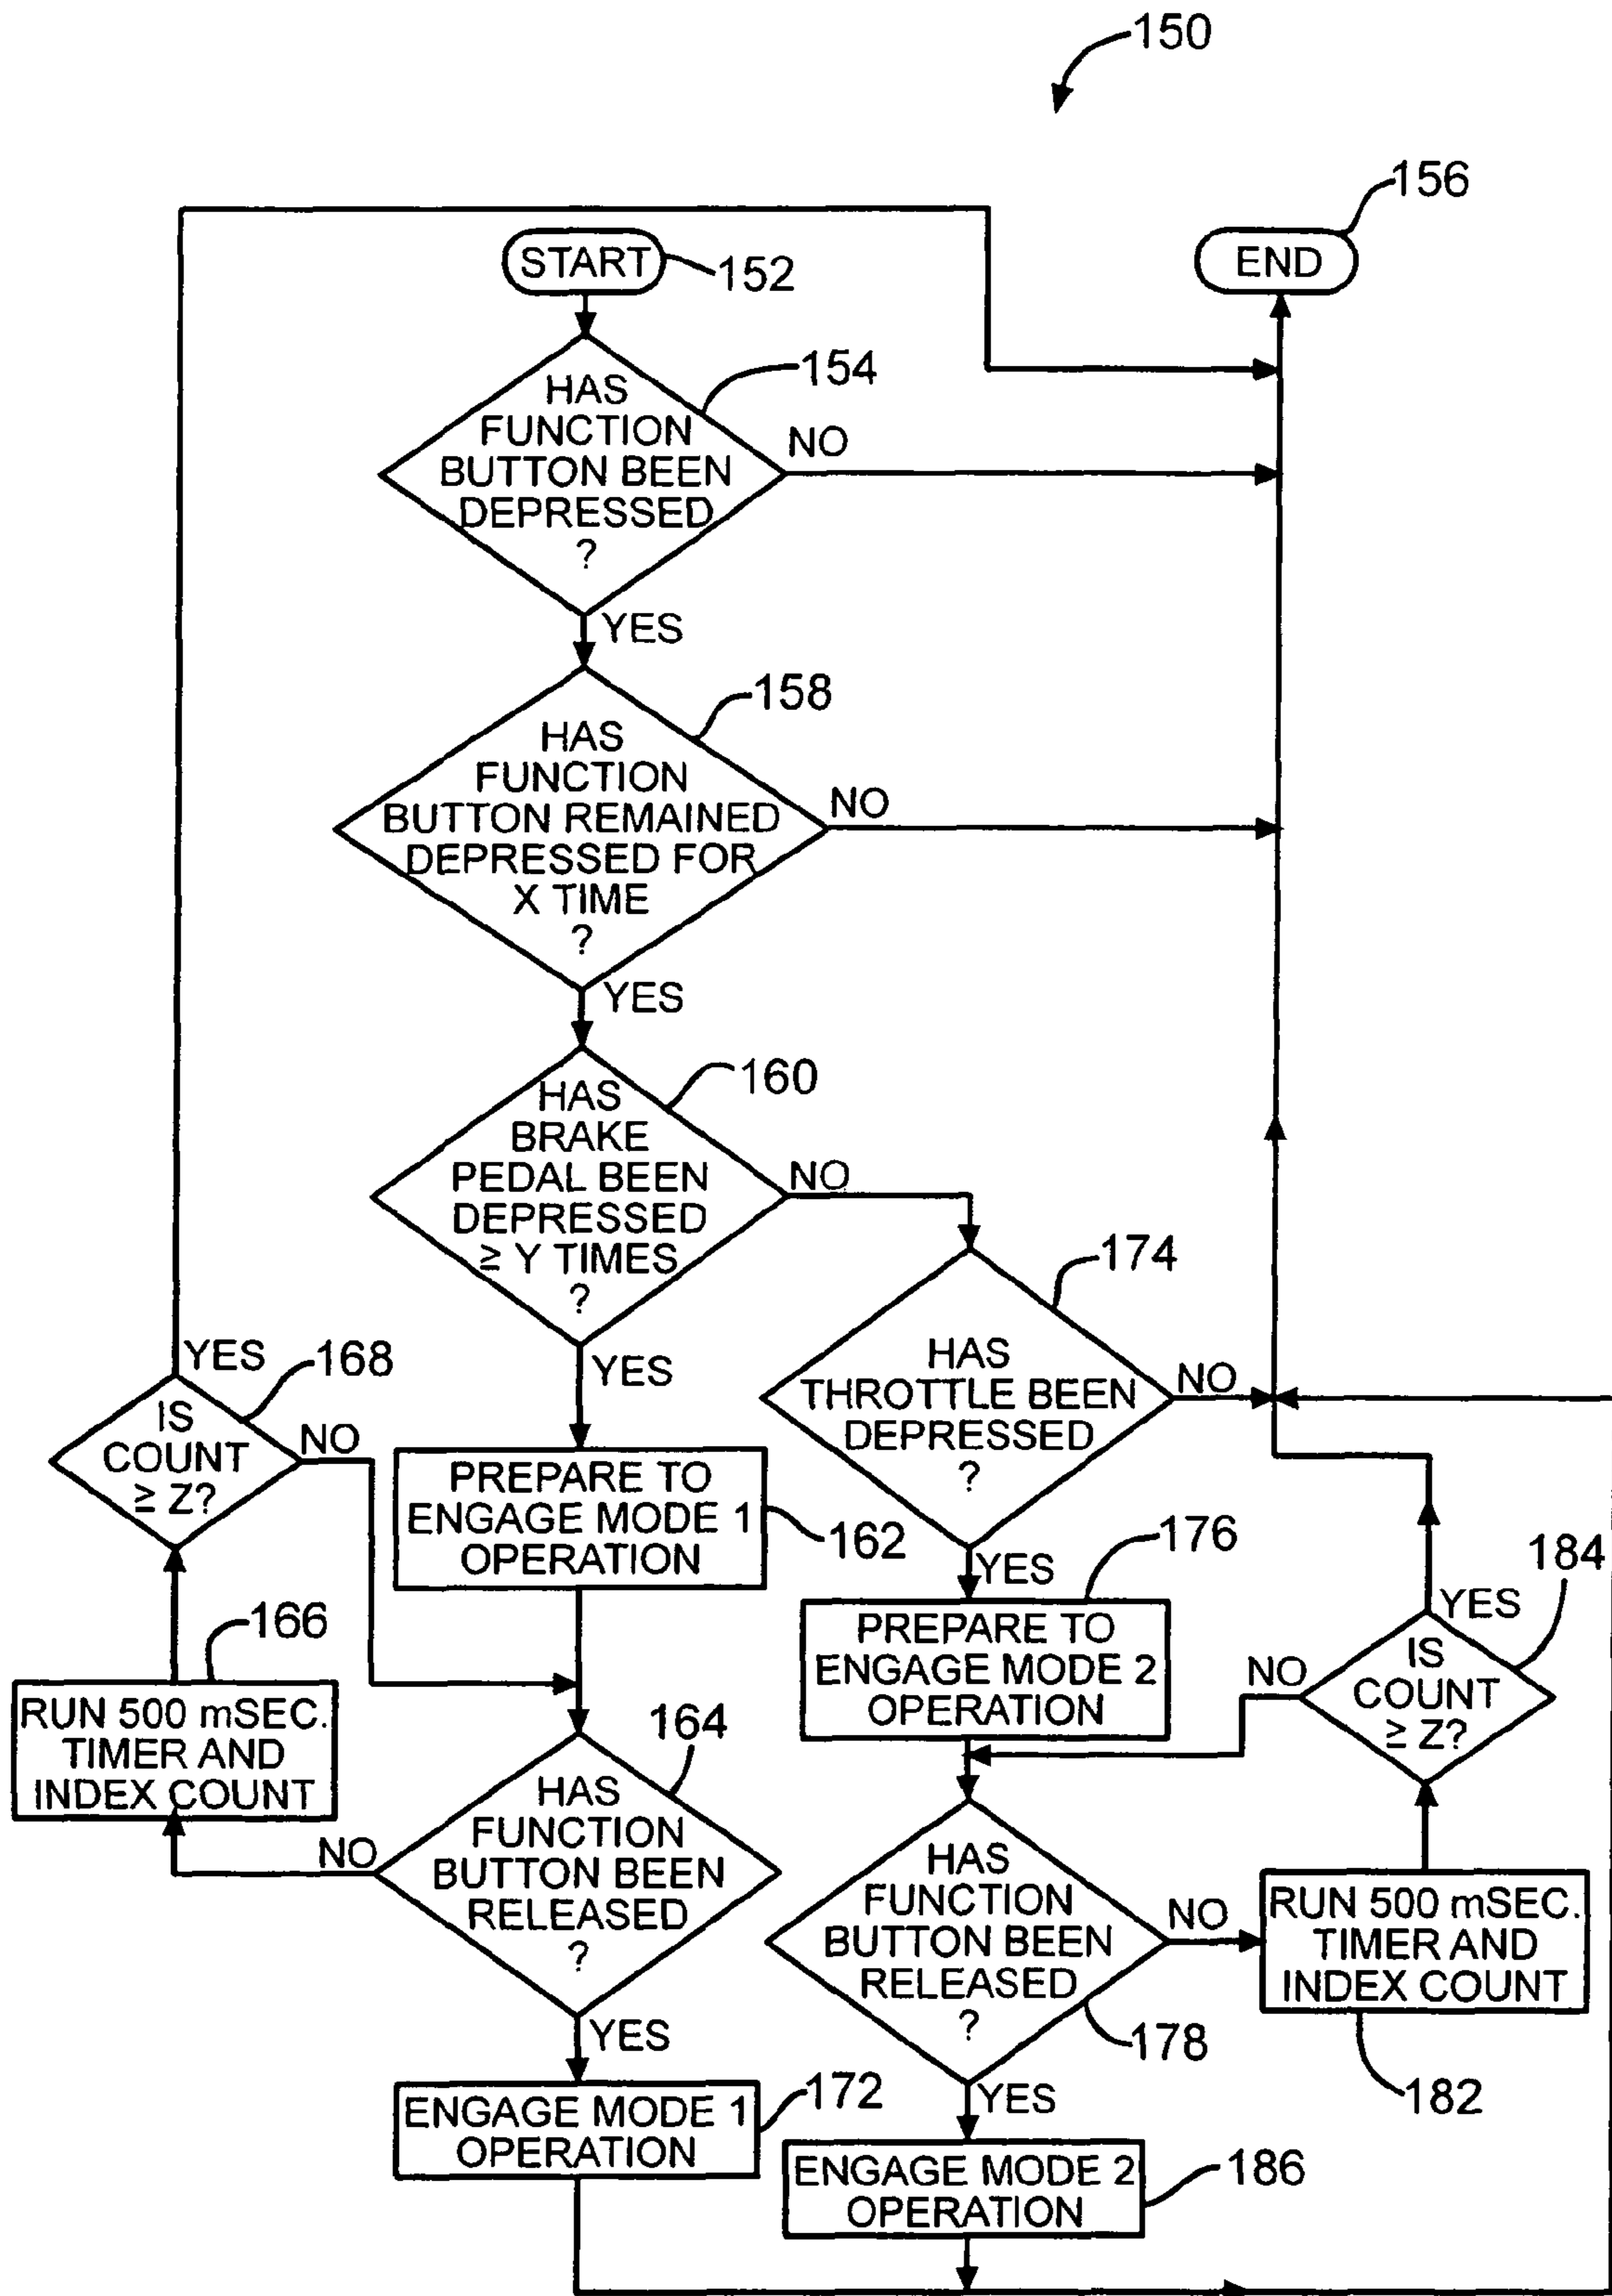 150
156
START
152
END
HAS
FUNCTION
BUTTON BEEN
DEPRESSED
?
154
NO
YES
HAS
FUNCTION
BUTTON REMAINED
DEPRESSED FOR
X TIME
?
158
NO
YES
HAS
BRAKE
PEDAL BEEN
DEPRESSED
≥ Y TIMES
?
160
NO
YES
HAS
THROTTLE BEEN
DEPRESSED
?
174
NO
YES
YES
168
IS
COUNT
≥ Z?
NO
PREPARE TO
ENGAGE MODE 1
OPERATION
162
176
PREPARE TO
ENGAGE MODE 2
OPERATION
184
YES
IS
COUNT
≥ Z?
NO
166
RUN 500 mSEC.
TIMER AND
INDEX COUNT
164
HAS
FUNCTION
BUTTON BEEN
RELEASED
?
NO
YES
HAS
FUNCTION
BUTTON BEEN
RELEASED
?
178
NO
YES
RUN 500 mSEC.
TIMER AND
INDEX COUNT
182
ENGAGE MODE 1
OPERATION
172
ENGAGE MODE 2
OPERATION
186